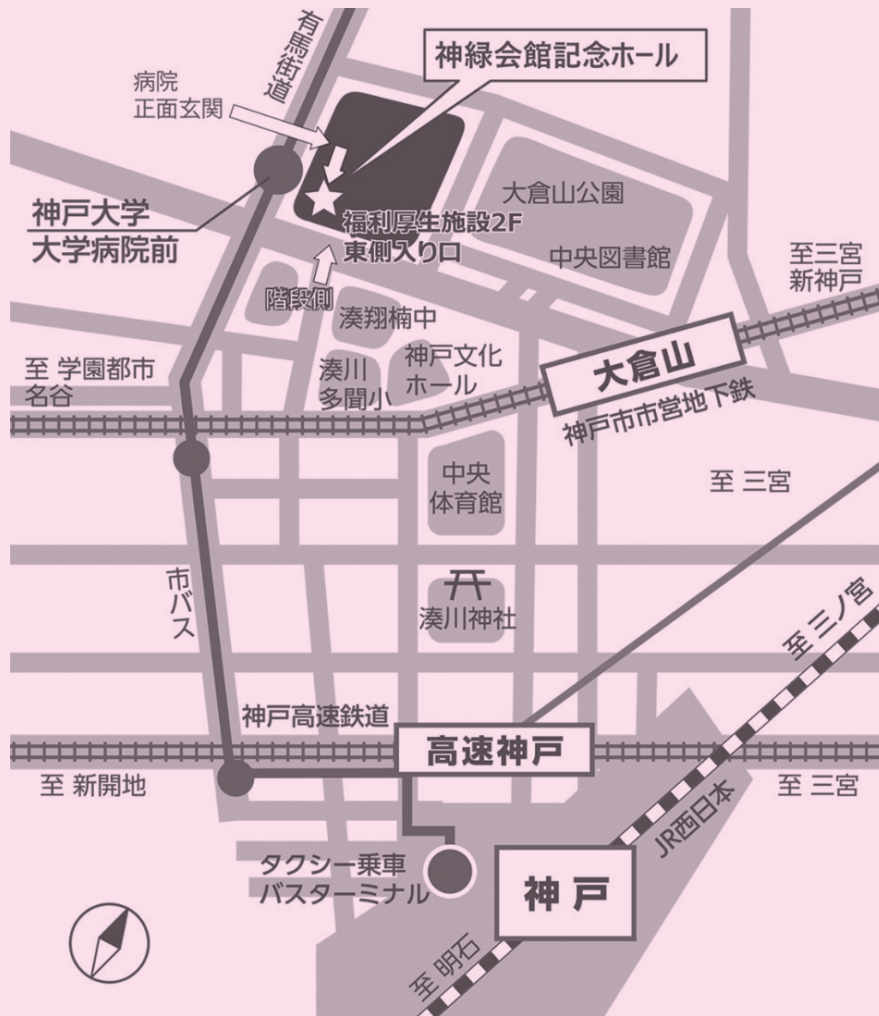 有馬街道
神緑会館記念ホール
病院
正面玄関
神戸大学
大学病院前
大倉山公園
福利厚生施設2F
東側入り口
中央図書館
至三宮
新神戸
階段側
湊翔楠中
至 学園都市
名谷
湊川
多聞小
神戸文化
ホール
大倉山
神戸市市営地下鉄
中央
体育館
至 三宮
市バス
湊川神社
至 三ノ宮
神戸高速鉄道
高速神戸
至 新開地
至 三宮
JR西日本
タクシー乗車
バスターミナル
神戸
至 明石